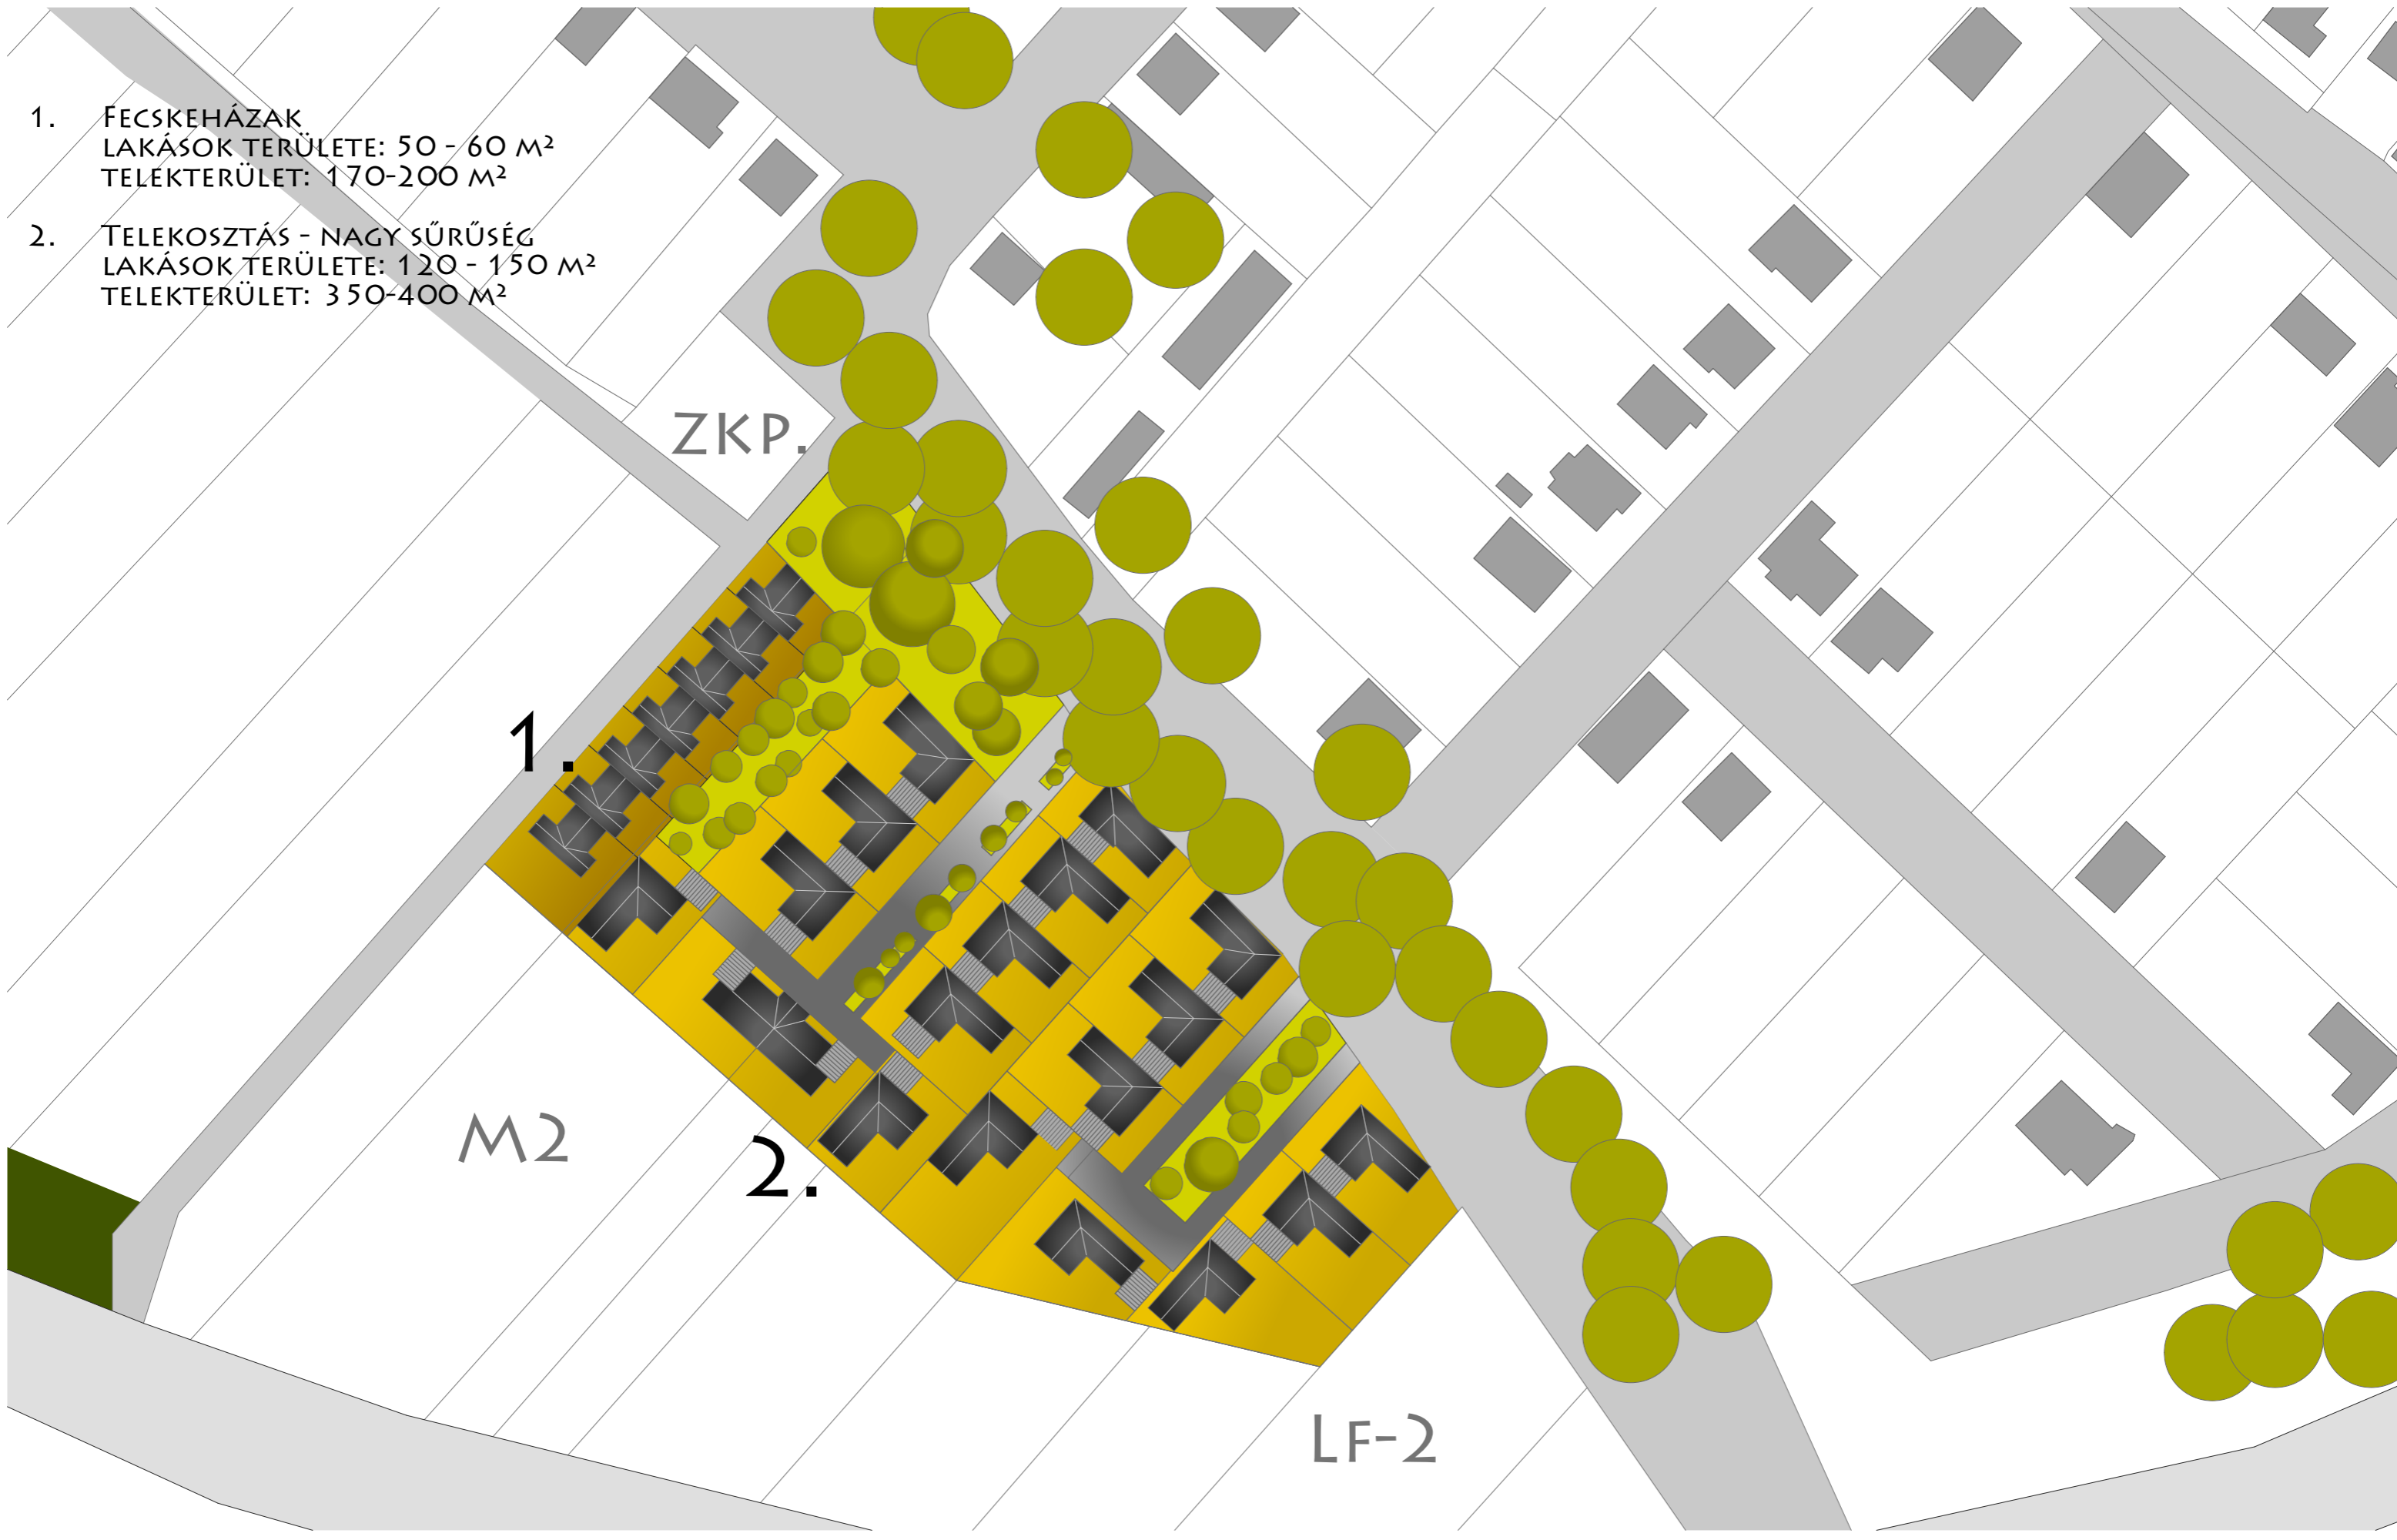 1. Fecskeházak
lakások területe: 50 - 60 m²
telekterület: 170-200 m²
2. Telekosztás - nagy sűrűség
lakások területe: 120 - 150 m²
telekterület: 350-400 m²
ZKP.
1.
M2
2.
LF-2